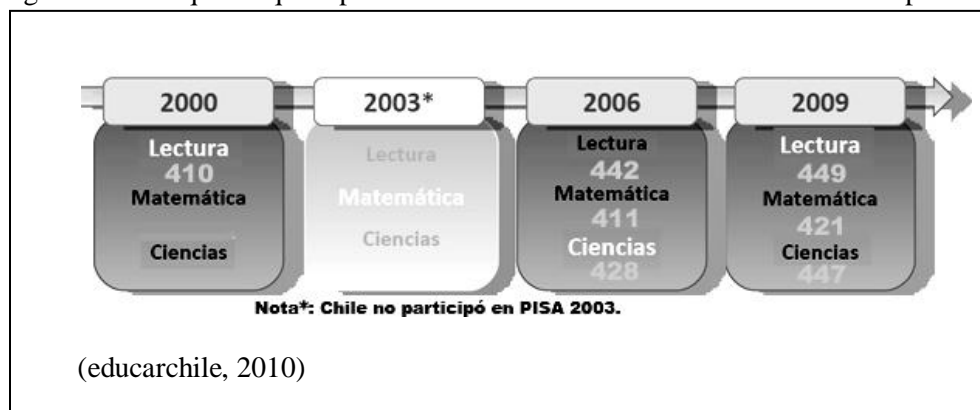 2000
2003*
2006
2009
Lectura
410
Matemática
Ciencias
Lectura
Matemática
Ciencias
Lectura
442
Matemática
411
Ciencias
428
Lectura
449
Matemática
421
Ciencias
447
Nota*: Chile no participó en PISA 2003.
(educarchile, 2010)